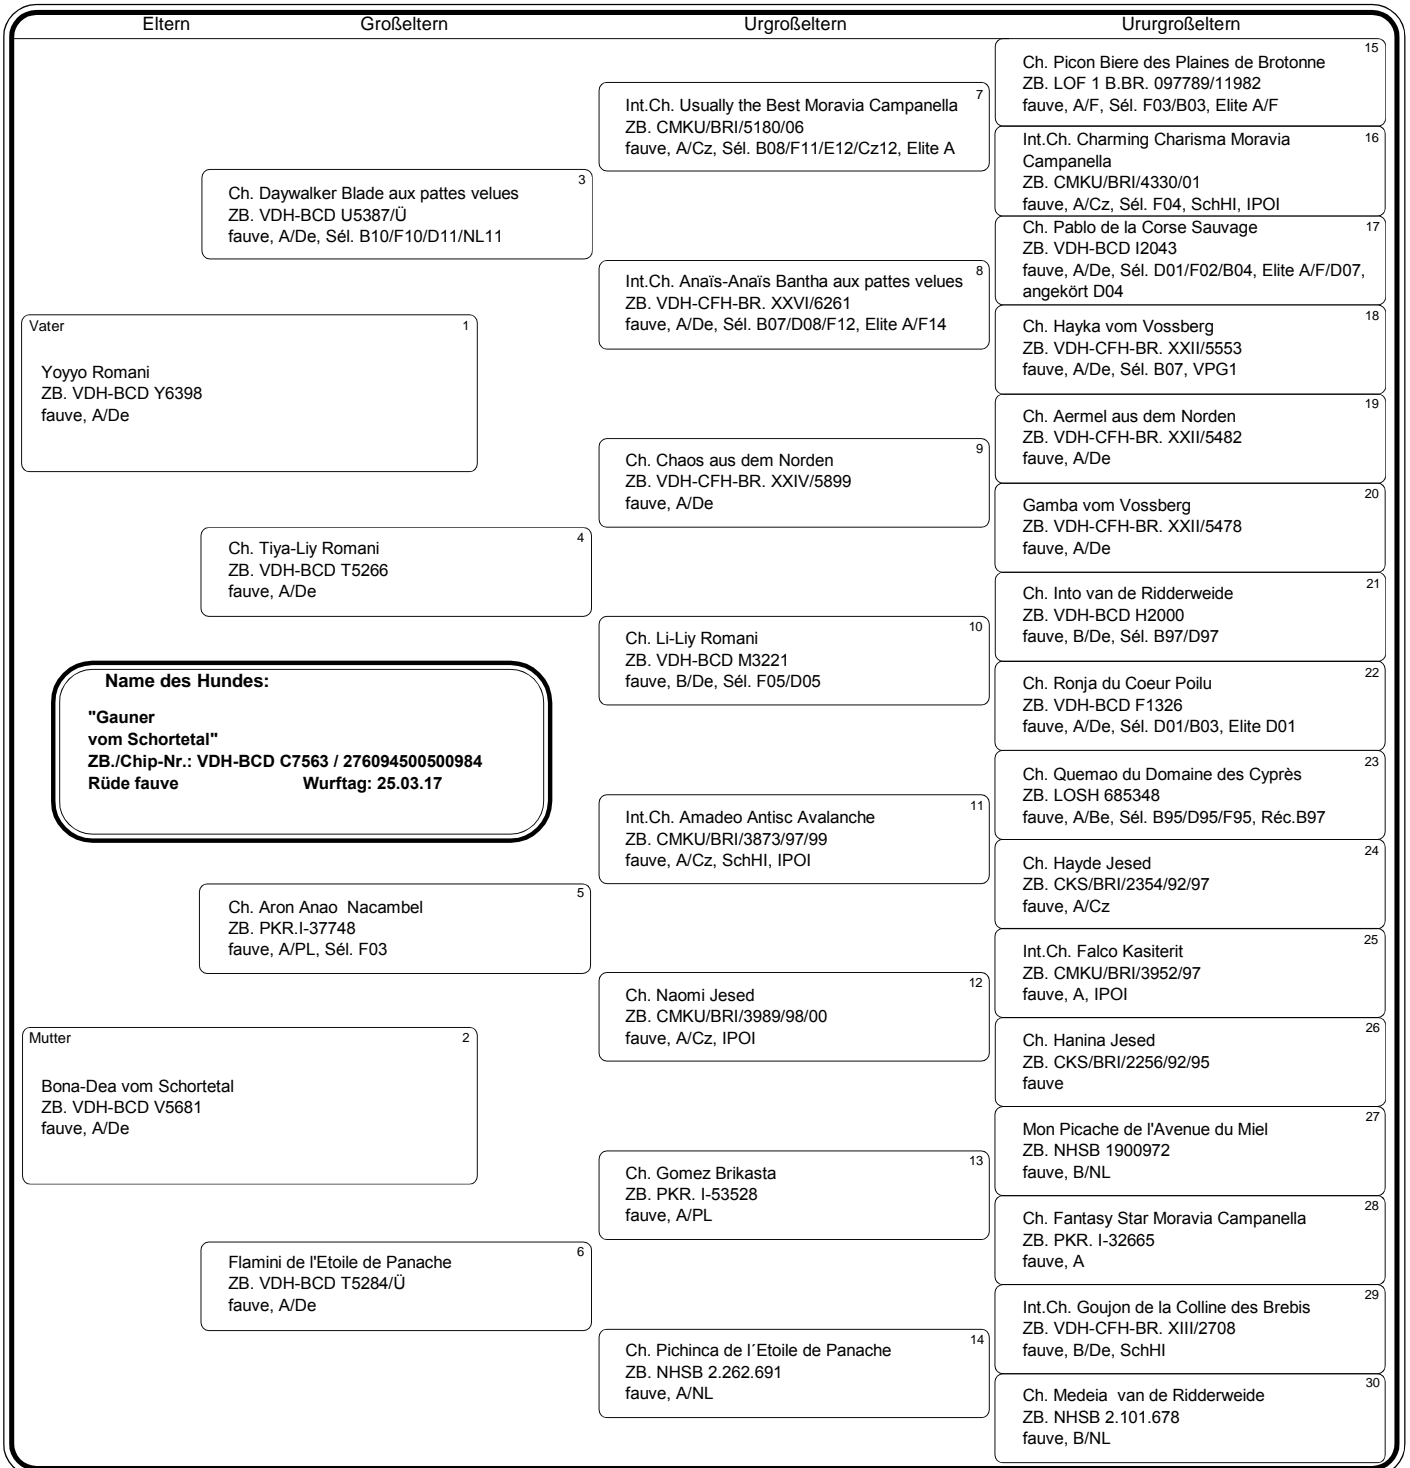 Eltern Großeltern Urgroßeltern Ururgroßeltern
Vater 1
Yoyyo Romani
ZB. VDH-BCD Y6398
fauve, A/De
Mutter 2
Bona-Dea vom Schortetal
ZB. VDH-BCD V5681
fauve, A/De
Name des Hundes:
"Gauner
vom Schortetal"
ZB./Chip-Nr.: VDH-BCD C7563 / 276094500500984
Rüde fauve Wurftag: 25.03.17
3
Ch. Daywalker Blade aux pattes velues
ZB. VDH-BCD U5387/Ü
fauve, A/De, Sél. B10/F10/D11/NL11
4
Ch. Tiya-Liy Romani
ZB. VDH-BCD T5266
fauve, A/De
5
Ch. Aron Anao  Nacambel
ZB. PKR.I-37748
fauve, A/PL, Sél. F03
6
Flamini de l'Etoile de Panache
ZB. VDH-BCD T5284/Ü
fauve, A/De
7
Int.Ch. Usually the Best Moravia Campanella
ZB. CMKU/BRI/5180/06
fauve, A/Cz, Sél. B08/F11/E12/Cz12, Elite A
8
Int.Ch. Anaïs-Anaïs Bantha aux pattes velues
ZB. VDH-CFH-BR. XXVI/6261
fauve, A/De, Sél. B07/D08/F12, Elite A/F14
9
Ch. Chaos aus dem Norden
ZB. VDH-CFH-BR. XXIV/5899
fauve, A/De
10
Ch. Li-Liy Romani
ZB. VDH-BCD M3221
fauve, B/De, Sél. F05/D05
11
Int.Ch. Amadeo Antisc Avalanche
ZB. CMKU/BRI/3873/97/99
fauve, A/Cz, SchHI, IPOI
12
Ch. Naomi Jesed
ZB. CMKU/BRI/3989/98/00
fauve, A/Cz, IPOI
13
Ch. Gomez Brikasta
ZB. PKR. I-53528
fauve, A/PL
14
Ch. Pichinca de l´Etoile de Panache
ZB. NHSB 2.262.691
fauve, A/NL
15
Ch. Picon Biere des Plaines de Brotonne
ZB. LOF 1 B.BR. 097789/11982
fauve, A/F, Sél. F03/B03, Elite A/F
16
Int.Ch. Charming Charisma Moravia
Campanella
ZB. CMKU/BRI/4330/01
fauve, A/Cz, Sél. F04, SchHI, IPOI
17
Ch. Pablo de la Corse Sauvage
ZB. VDH-BCD I2043
fauve, A/De, Sél. D01/F02/B04, Elite A/F/D07,
angekört D04
18
Ch. Hayka vom Vossberg
ZB. VDH-CFH-BR. XXII/5553
fauve, A/De, Sél. B07, VPG1
19
Ch. Aermel aus dem Norden
ZB. VDH-CFH-BR. XXII/5482
fauve, A/De
20
Gamba vom Vossberg
ZB. VDH-CFH-BR. XXII/5478
fauve, A/De
21
Ch. Into van de Ridderweide
ZB. VDH-BCD H2000
fauve, B/De, Sél. B97/D97
22
Ch. Ronja du Coeur Poilu
ZB. VDH-BCD F1326
fauve, A/De, Sél. D01/B03, Elite D01
23
Ch. Quemao du Domaine des Cyprès
ZB. LOSH 685348
fauve, A/Be, Sél. B95/D95/F95, Réc.B97
24
Ch. Hayde Jesed
ZB. CKS/BRI/2354/92/97
fauve, A/Cz
25
Int.Ch. Falco Kasiterit
ZB. CMKU/BRI/3952/97
fauve, A, IPOI
26
Ch. Hanina Jesed
ZB. CKS/BRI/2256/92/95
fauve
27
Mon Picache de l'Avenue du Miel
ZB. NHSB 1900972
fauve, B/NL
28
Ch. Fantasy Star Moravia Campanella
ZB. PKR. I-32665
fauve, A
29
Int.Ch. Goujon de la Colline des Brebis
ZB. VDH-CFH-BR. XIII/2708
fauve, B/De, SchHI
30
Ch. Medeia  van de Ridderweide
ZB. NHSB 2.101.678
fauve, B/NL